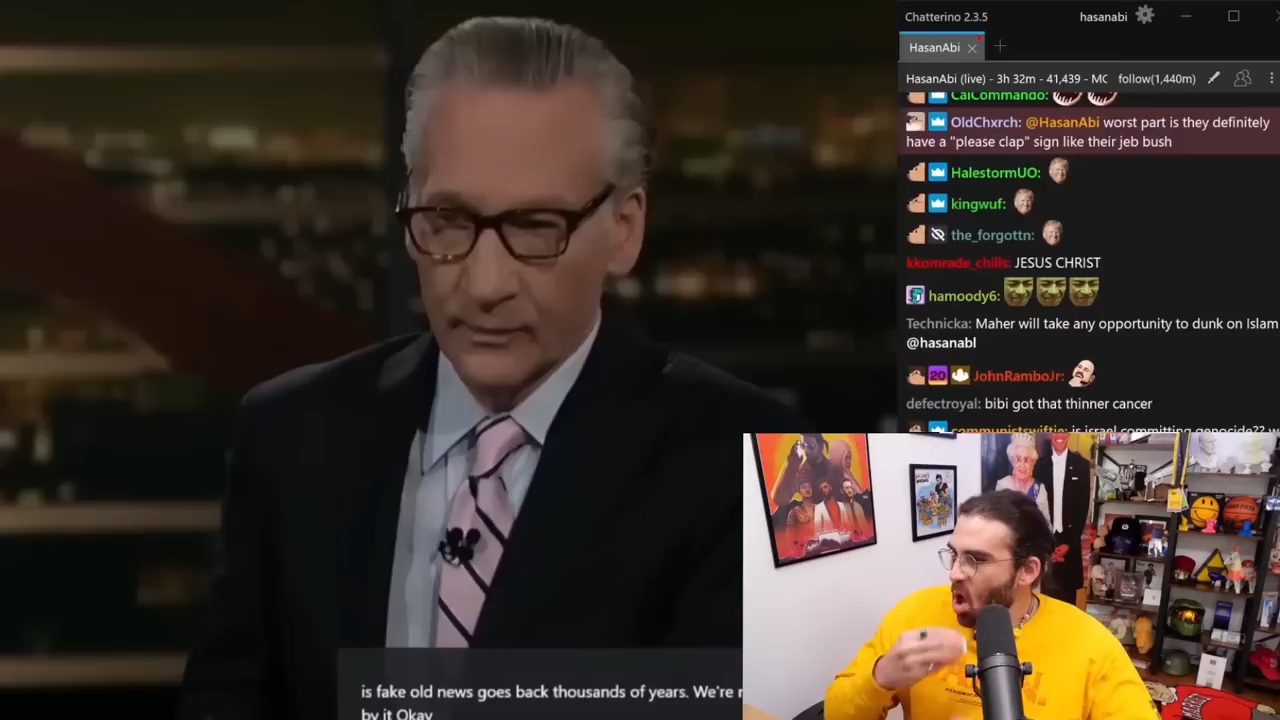 Chatterino 2.3.5
hasanabi
HasanAbi
HasanAbi (live) - 3h 32m - 41,439 - MC follow(1,440m)
CalCommando:
OldChxrch: @HasanAbi worst part is they definitely
have a "please clap" sign like their jeb bush
HalestormUO:
kingwuf:
the_forgottn:
kkomrade_chills: JESUS CHRIST
hamoody6:
Technicka: Maher will take any opportunity to dunk on Islam
@hasanabl
20 JohnRamboJr:
defectroyal: bibi got that thinner cancer
communistswiftie: is israel committing genocide??
is fake old news goes back thousands of years. We're
by it Okay